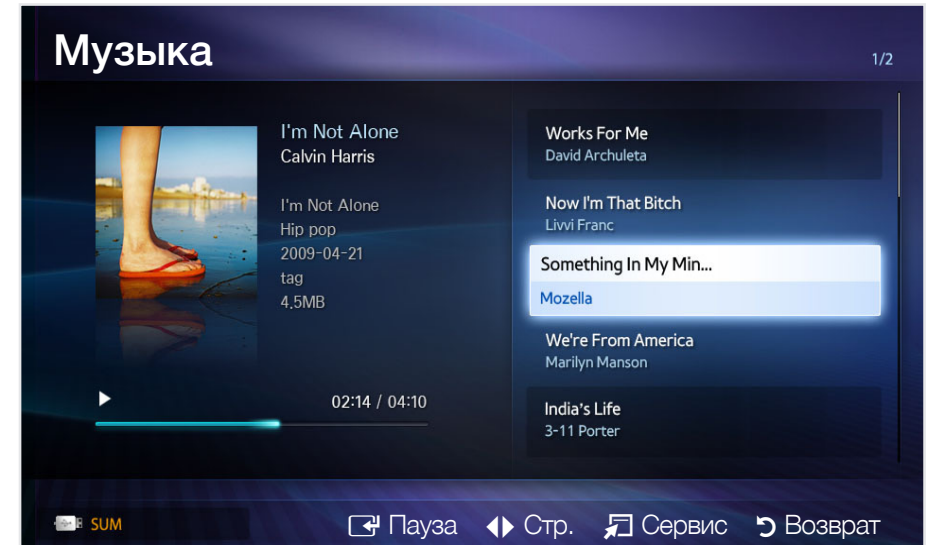 Музыка
1/2
I'm Not Alone
Calvin Harris
I'm Not Alone
Hip pop
2009-04-21
tag
4.5MB
02:14 / 04:10
Works For Me
David Archuleta
Now I'm That Bitch
Livvi Franc
Something In My Min...
Mozella
We're From America
Marilyn Manson
India's Life
3-11 Porter
SUM
Пауза
Стр.
Сервис
Возврат